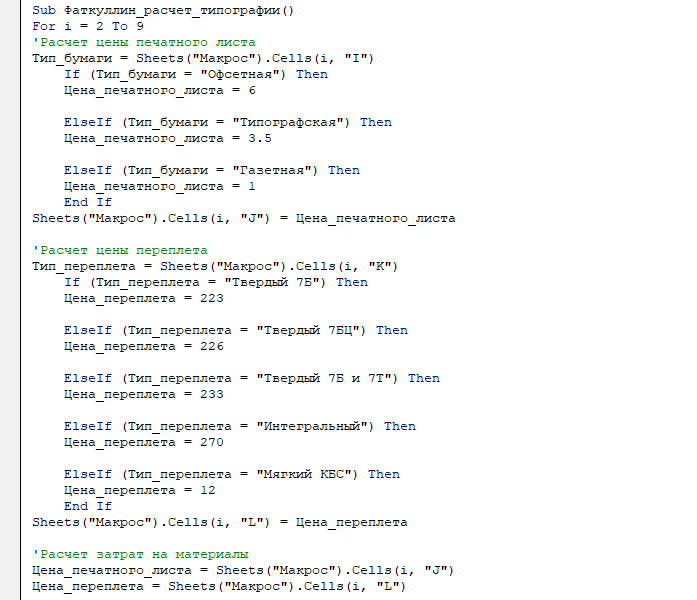 Sub Фаткуллин_расчет_типографии()
For i = 2 To 9
'Расчет цены печатного листа
Тип_бумаги = Sheets("Макрос").Cells(i, "I")
If (Тип_бумаги = "Офсетная") Then
Цена_печатного_листа = 6
ElseIf (Тип_бумаги = "Типографская") Then
Цена_печатного_листа = 3.5
ElseIf (Тип_бумаги = "Газетная") Then
Цена_печатного_листа = 1
End If
Sheets("Макрос").Cells(i, "J") = Цена_печатного_листа
'Расчет цены переплета
Тип_переплета = Sheets("Макрос").Cells(i, "K")
If (Тип_переплета = "Твердый 7Б") Then
Цена_переплета = 223
ElseIf (Тип_переплета = "Твердый 7БЦ") Then
Цена_переплета = 226
ElseIf (Тип_переплета = "Твердый 7Б и 7Т") Then
Цена_переплета = 233
ElseIf (Тип_переплета = "Интегральный") Then
Цена_переплета = 270
ElseIf (Тип_переплета = "Мягкий КБС") Then
Цена_переплета = 12
End If
Sheets("Макрос").Cells(i, "L") = Цена_переплета
'Расчет затрат на материалы
Цена_печатного_листа = Sheets("Макрос").Cells(i, "J")
Цена_переплета = Sheets("Макрос").Cells(i, "L")